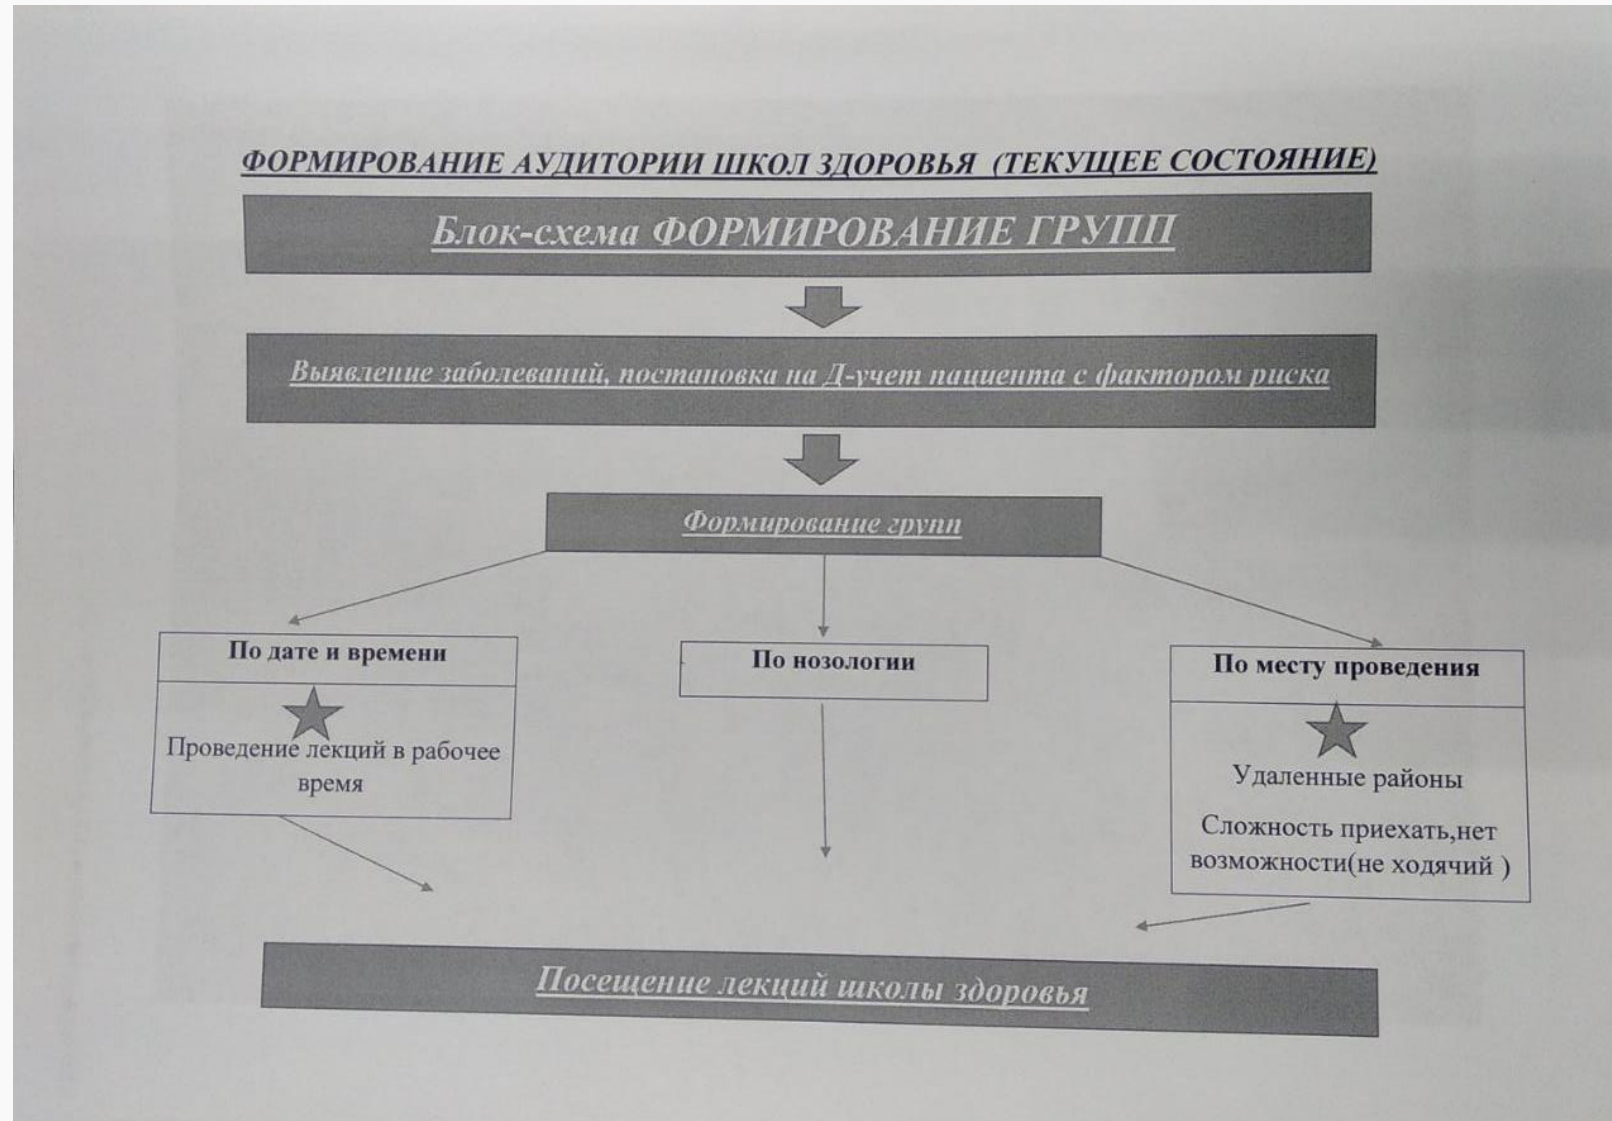 ФОРМИРОВАНИЕ АУДИТОРИИ ШКОЛ ЗДОРОВЬЯ (ТЕКУЩЕЕ СОСТОЯНИЕ)
Блок-схема ФОРМИРОВАНИЕ ГРУПП
Выявление заболеваний, постановка на Д-учет пациента с фактором риска
Формирование групп
По дате и времени
Проведение лекций в рабочее
время
По нозологии
По месту проведения
Удаленные районы
Сложность приехать,нет
возможности(не ходячий )
Посещение лекций школы здоровья